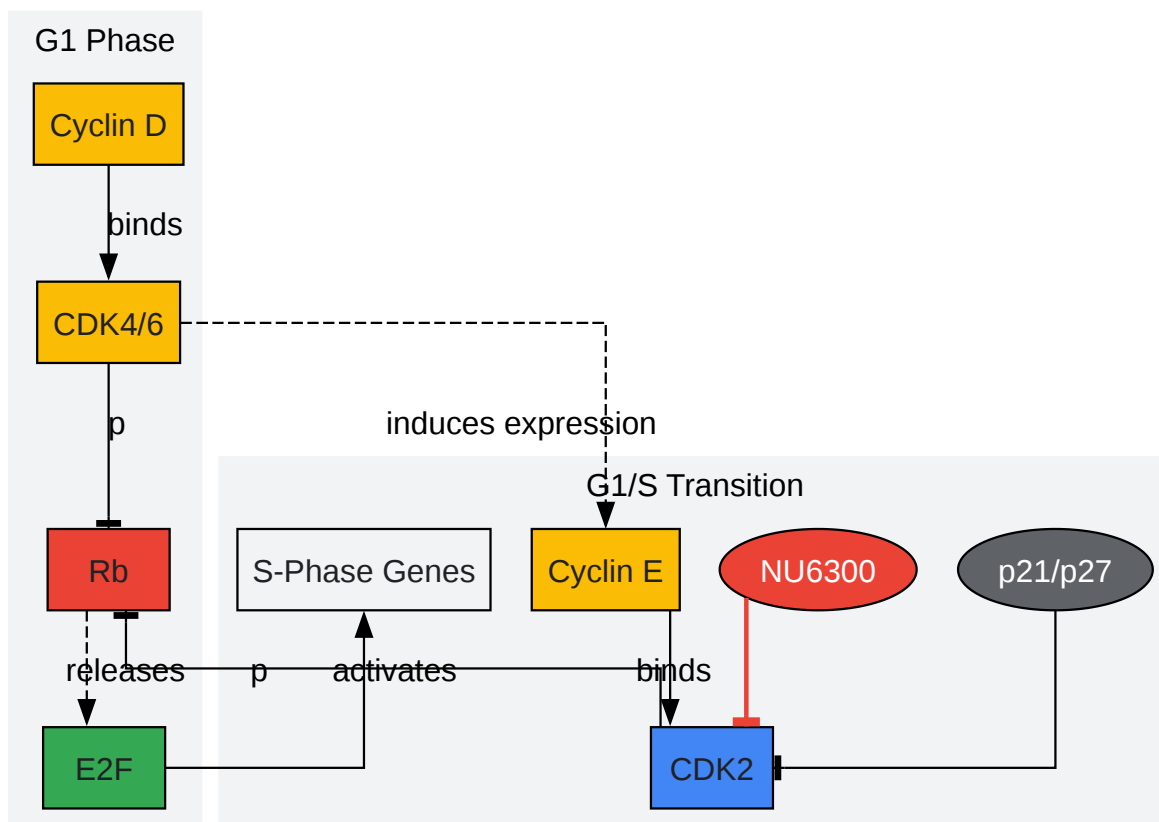 G1 Phase
Cyclin D
binds
CDK4/6
p
induces expression
G1/S Transition
Rb
S-Phase Genes
Cyclin E
NU6300
p21/p27
releases
p
activates
binds
E2F
CDK2